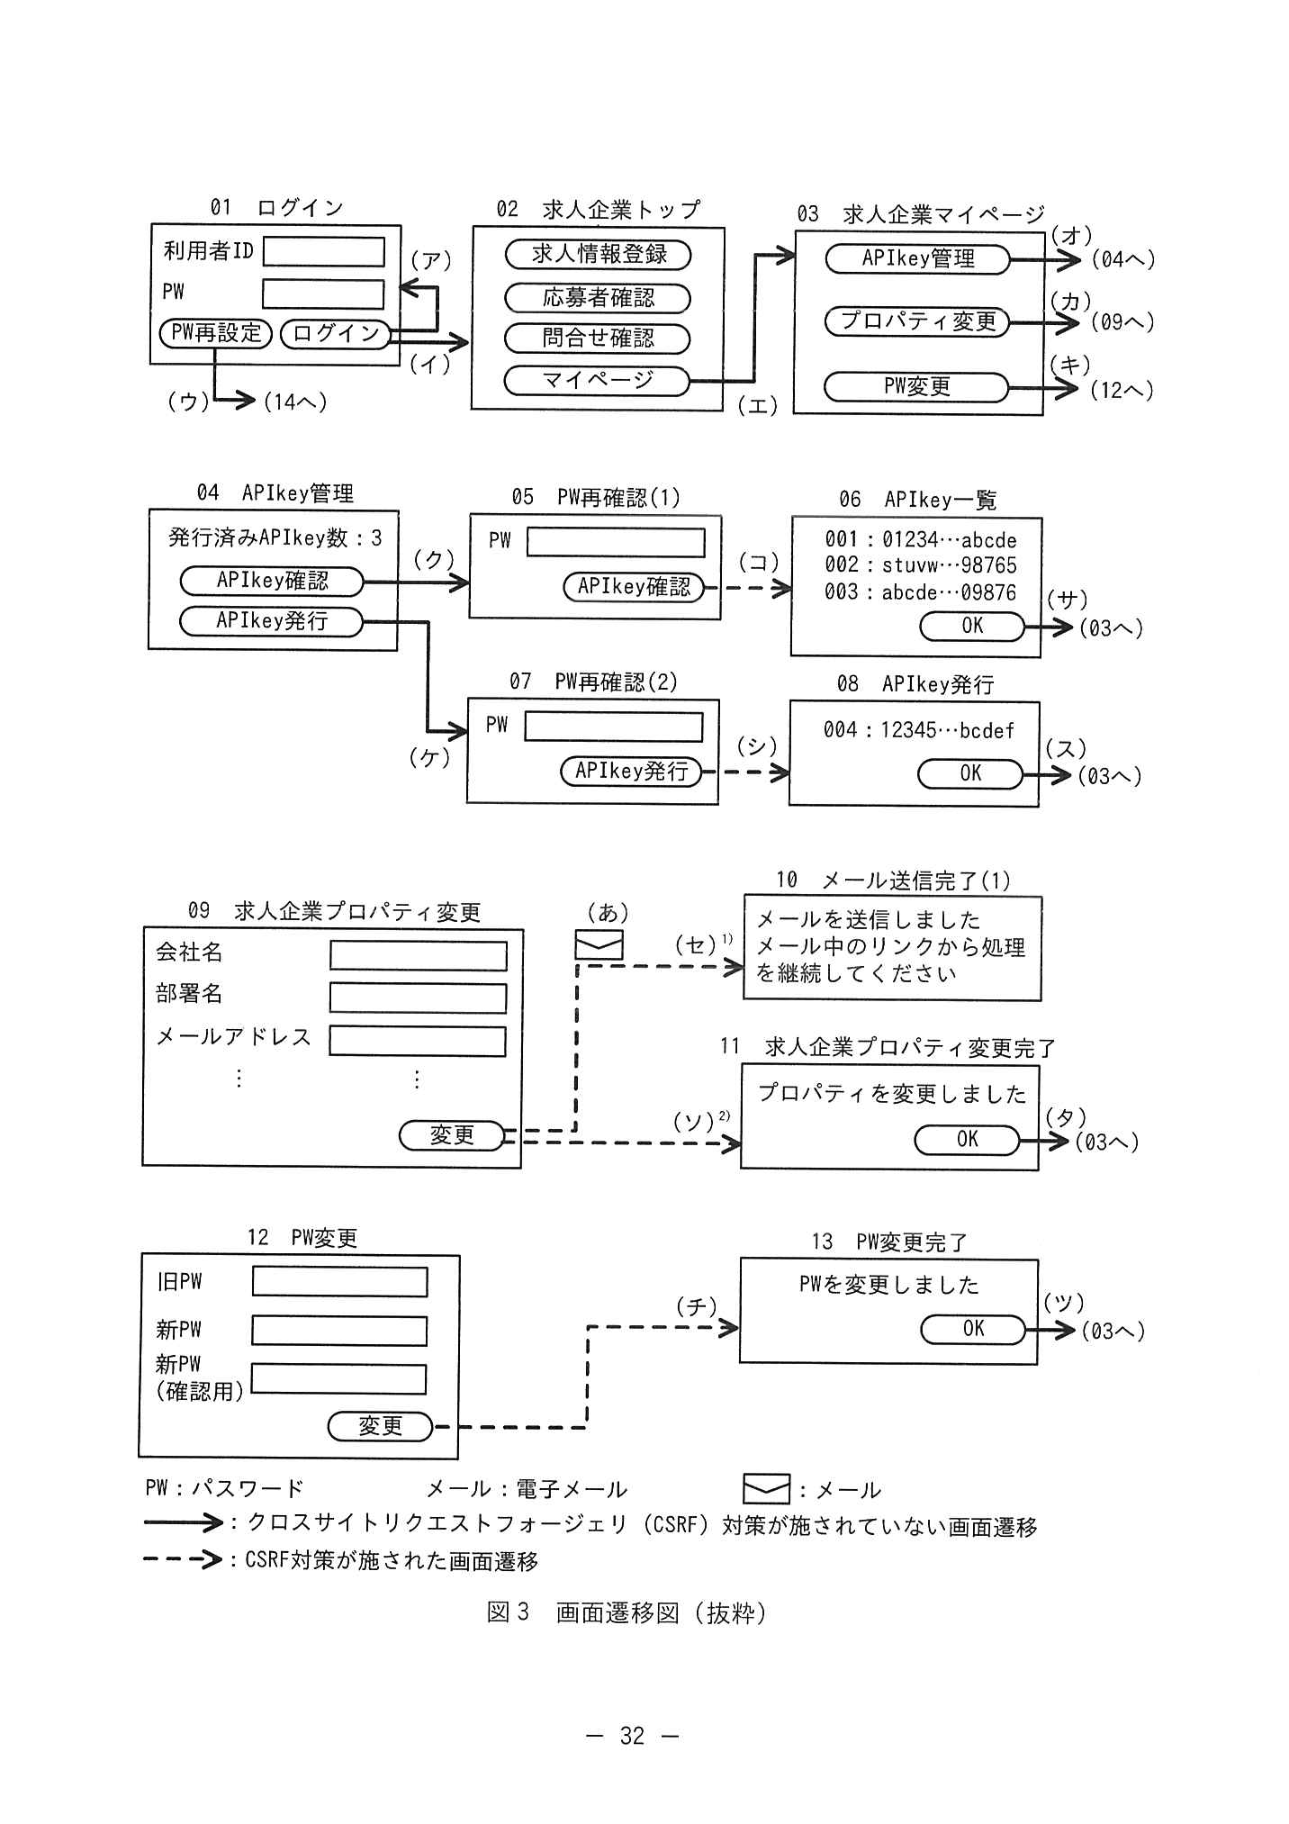 01 ログイン
利用者ID
PW
PW再設定 ログイン
(ア)
(イ)
(ウ) (14へ)
02 求人企業トップ
求人情報登録
応募者確認
問合せ確認
マイページ
(エ)
03 求人企業マイページ
APIkey管理
(オ)
(04へ)
プロパティ変更
(カ)
(09へ)
PW変更
(キ)
(12へ)
04 APIkey管理
発行済みAPIkey数:3
APIkey確認
APIkey発行
(ク)
(ケ)
05 PW再確認(1)
PW
APIkey確認
(コ)
06 APIkey一覧
001:01234…abcde
002:stuvw…98765
003:abcde…09876
OK
(サ)
(03へ)
07 PW再確認(2)
PW
APIkey発行
(シ)
08 APIkey発行
004:12345…bcdef
OK
(ス)
(03へ)
09 求人企業プロパティ変更
会社名
部署名
メールアドレス
⋮ ⋮
変更
(あ)
(セ)1)
10 メール送信完了(1)
メールを送信しました
メール中のリンクから処理
を継続してください
(ソ)2)
11 求人企業プロパティ変更完了
プロパティを変更しました
OK
(タ)
(03へ)
12 PW変更
旧PW
新PW
新PW
(確認用)
変更
(チ)
13 PW変更完了
PWを変更しました
OK
(ツ)
(03へ)
PW:パスワード メール:電子メール :メール
:クロスサイトリクエストフォージェリ(CSRF)対策が施されていない画面遷移
:CSRF対策が施された画面遷移
図3 画面遷移図(抜粋)
― 32 ―